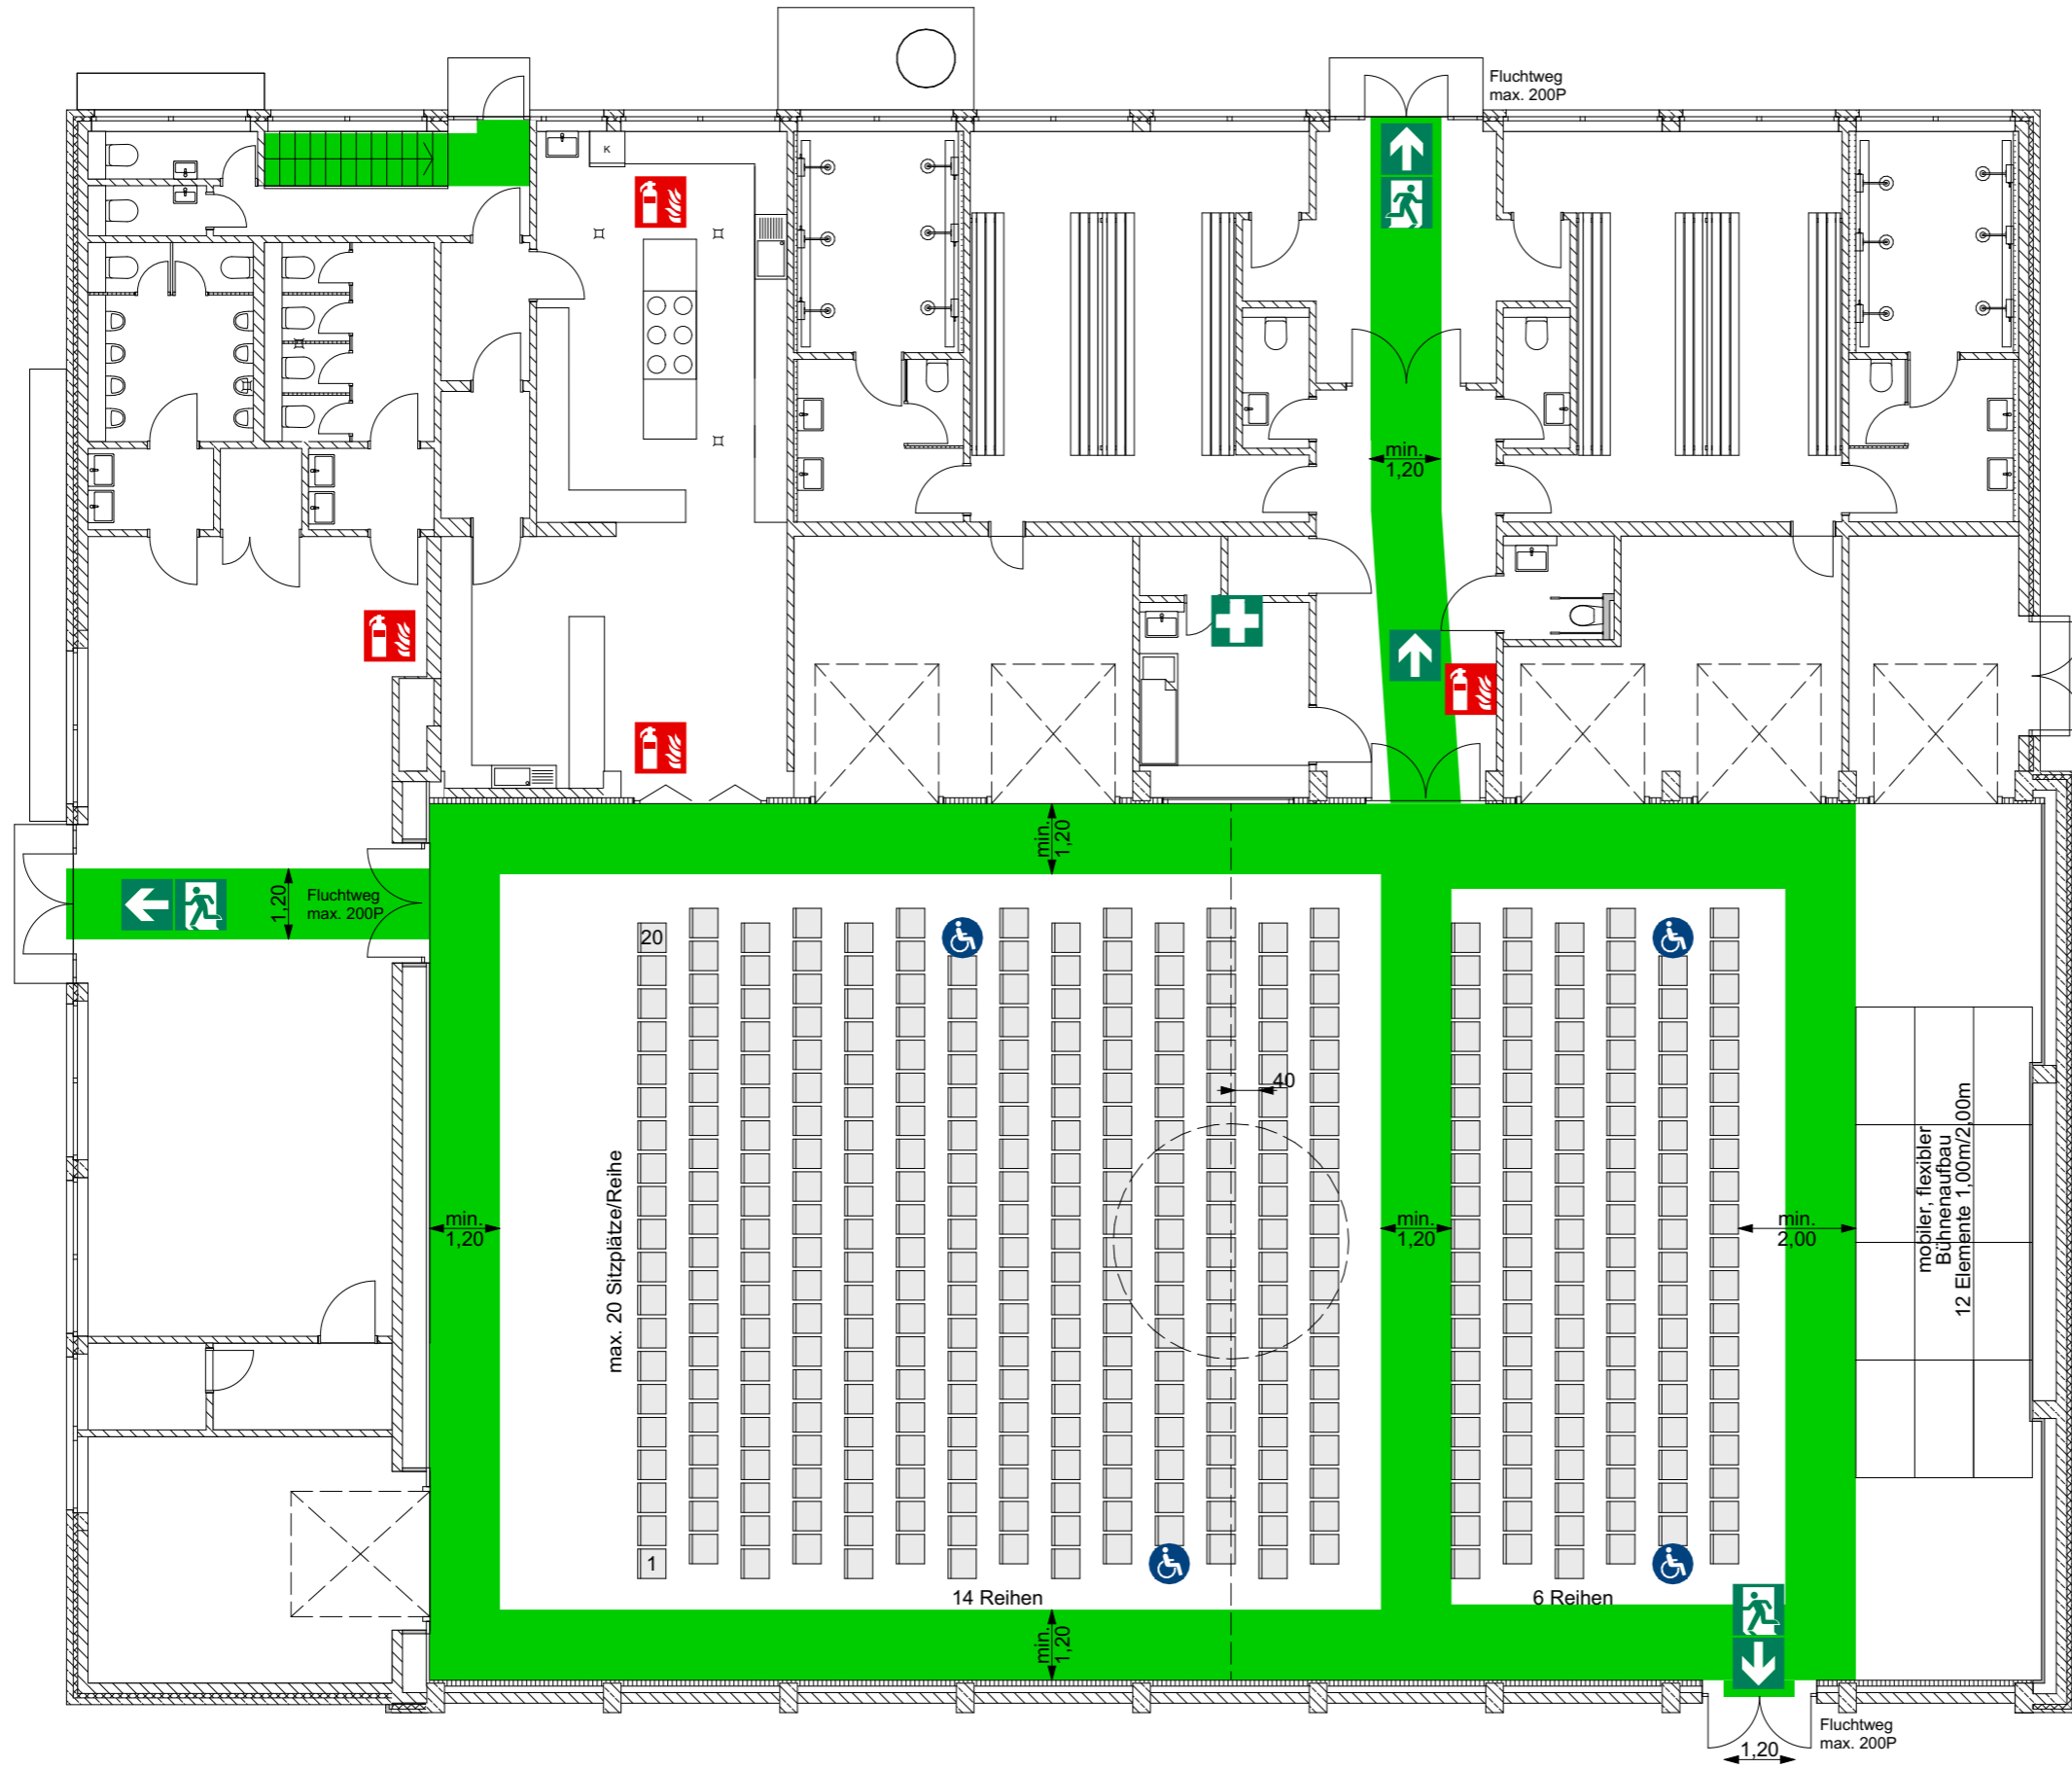 Fluchtweg
max. 200P
K
min.
1,20
min.
1,20
1,20
Fluchtweg
max. 200P
20
40
max. 20 Sitzplätze/Reihe
min.
1,20
min.
1,20
min.
2,00
mobiler, flexibler
Bühnenaufbau
12 Elemente 1,00m/2,00m
1
14 Reihen
6 Reihen
min.
1,20
Fluchtweg
max. 200P
1,20